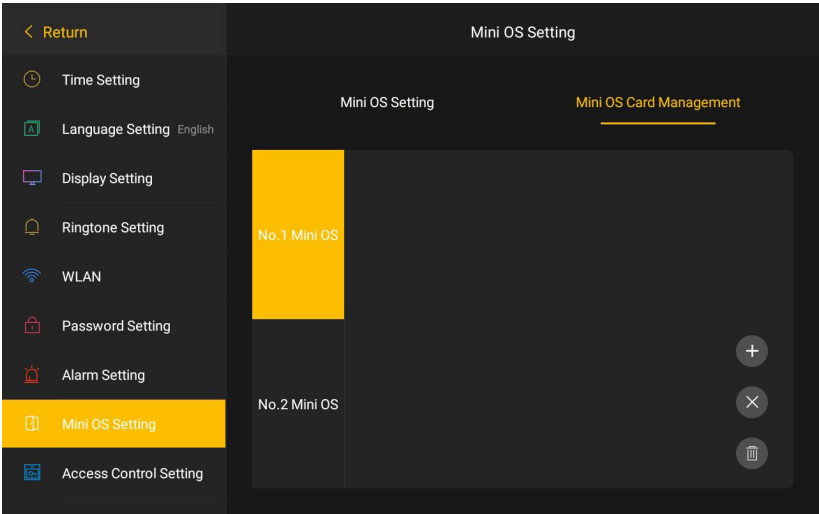 Return
Mini OS Setting
Time Setting
Language Setting English
Display Setting
Ringtone Setting
WLAN
Password Setting
Alarm Setting
Mini OS Setting
Access Control Setting
Mini OS Setting
Mini OS Card Management
No.1 Mini OS
No.2 Mini OS